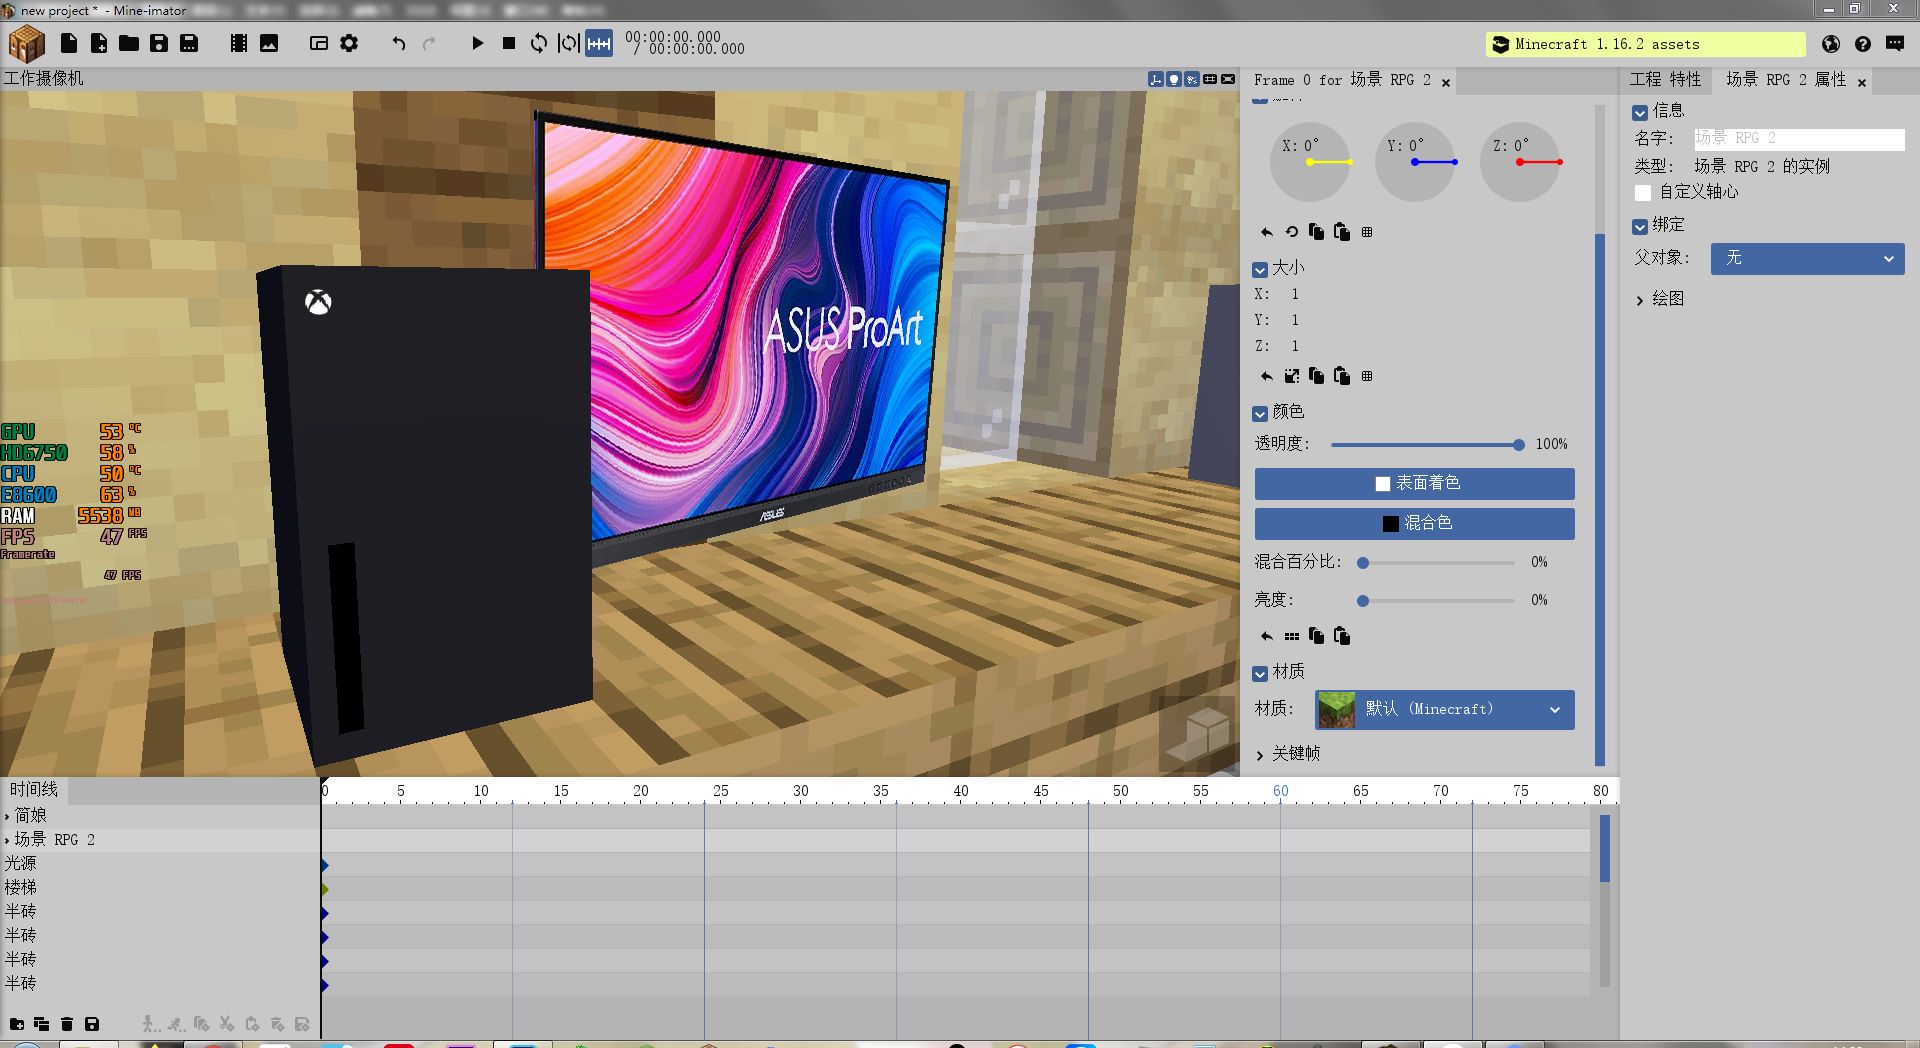 new project * - Mine-imator
00:00:00.000
/ 00:00:00.000
Minecraft 1.16.2 assets
工作摄像机
Frame 0 for 场景 RPG 2 ×
工程 特性
场景 RPG 2 属性 ×
信息
名字: 场景 RPG 2
类型: 场景 RPG 2 的实例
自定义轴心
绑定
父对象: 无
绘图
X: 0°
Y: 0°
Z: 0°
大小
X: 1
Y: 1
Z: 1
颜色
透明度: 100%
表面着色
混合色
混合百分比: 0%
亮度: 0%
材质
材质: 默认 (Minecraft)
关键帧
ASUS ProArt
ASUS
GPU 53 °C
HD6750 58 %
CPU 50 °C
E8600 63 %
RAM 5538 MB
FPS 47 FPS
Framerate
47 FPS
时间线
0 5 10 15 20 25 30 35 40 45 50 55 60 65 70 75 80
简娘
场景 RPG 2
光源
楼梯
半砖
半砖
半砖
半砖